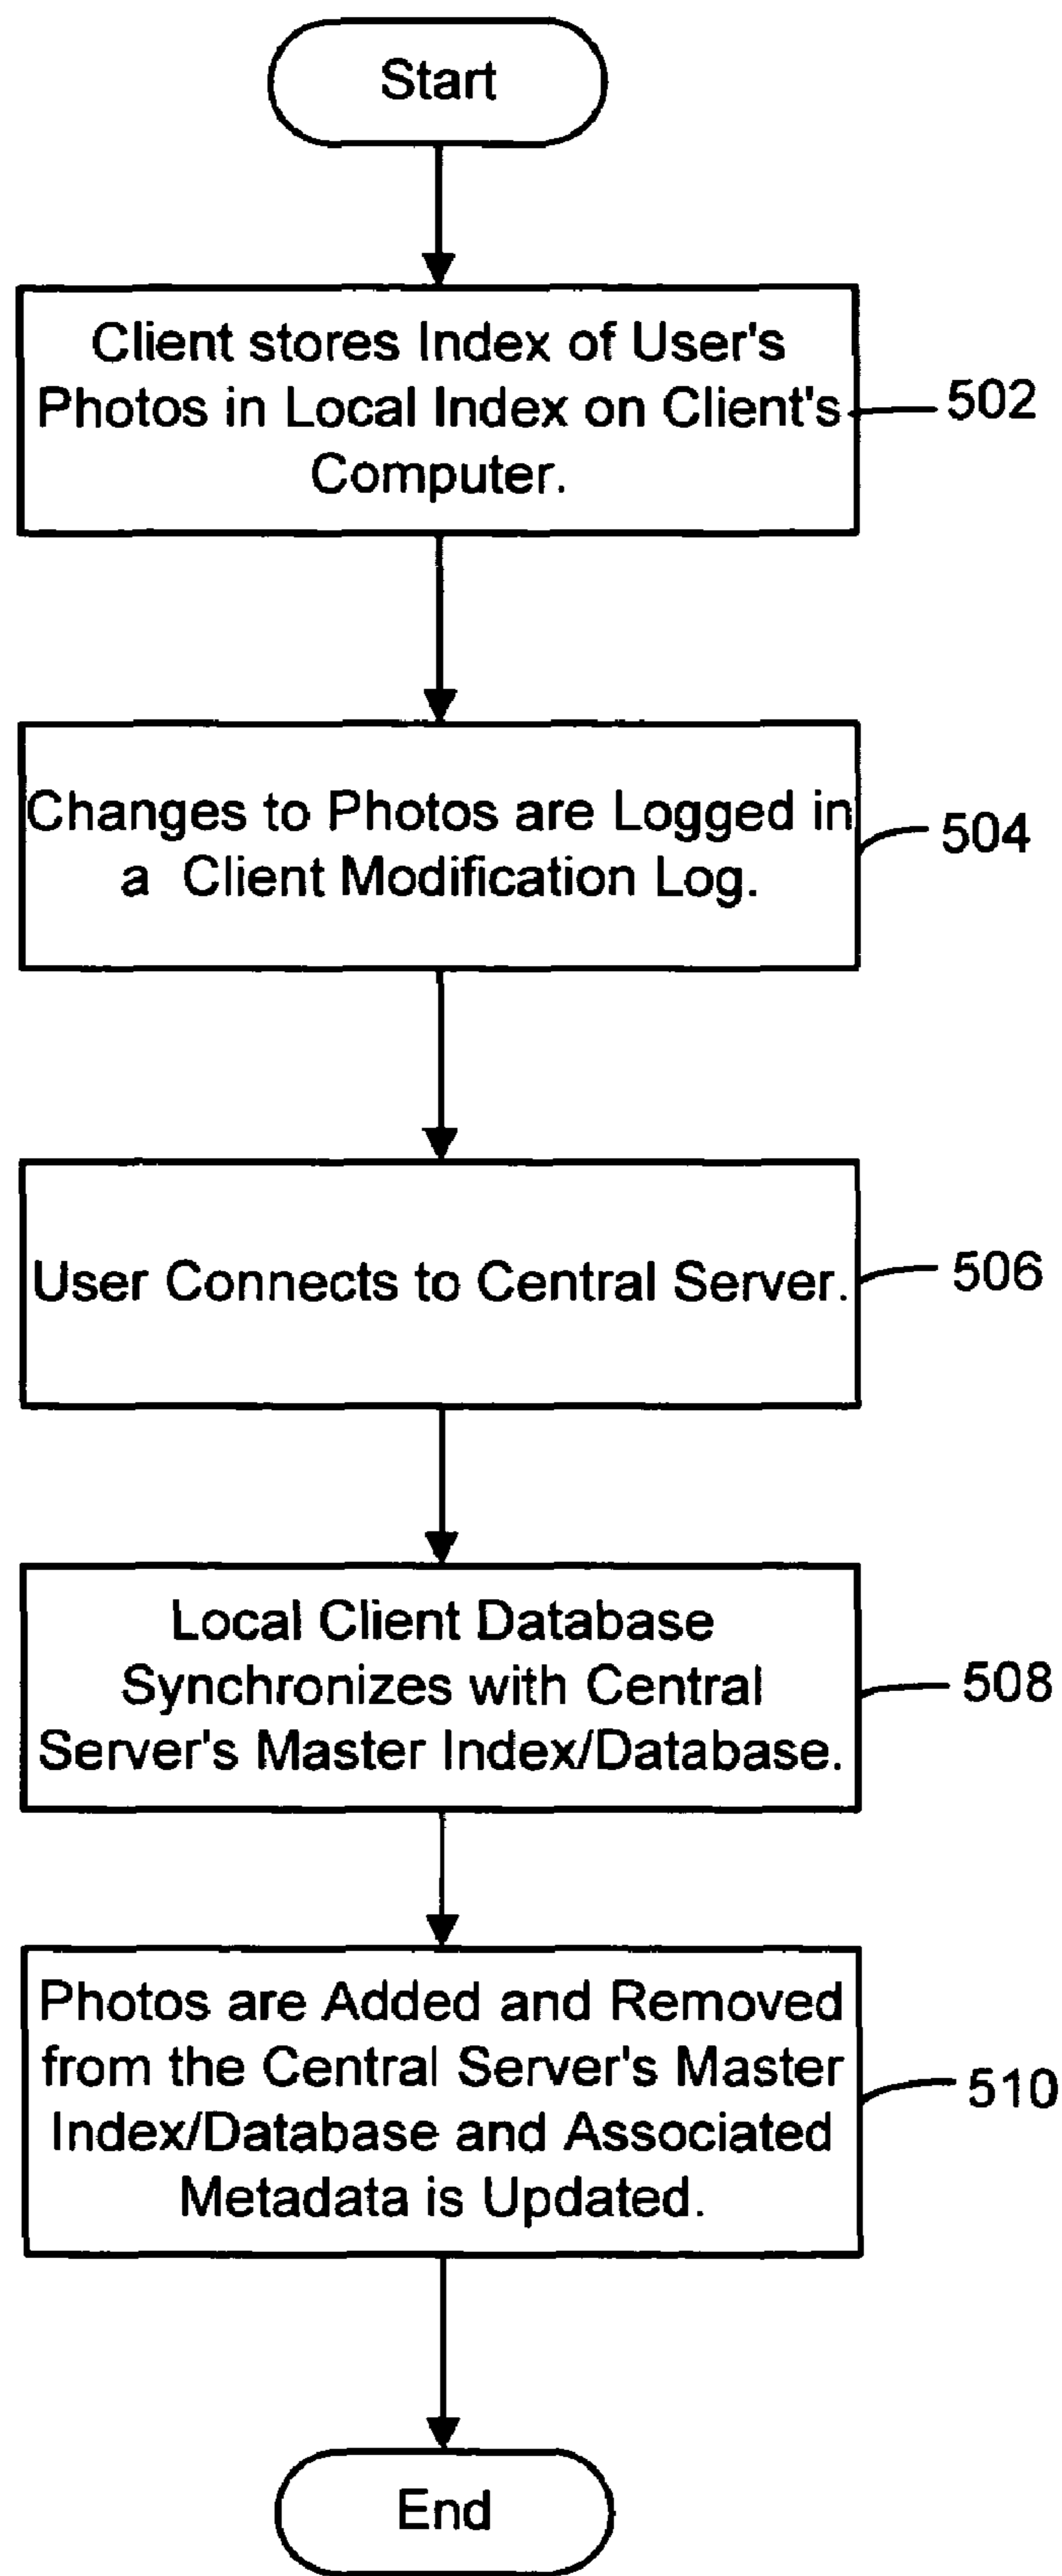 Start
Client stores Index of User's
Photos in Local Index on Client's
Computer.
502
Changes to Photos are Logged in
a Client Modification Log.
504
User Connects to Central Server.
506
Local Client Database
Synchronizes with Central
Server's Master Index/Database.
508
Photos are Added and Removed
from the Central Server's Master
Index/Database and Associated
Metadata is Updated.
510
End